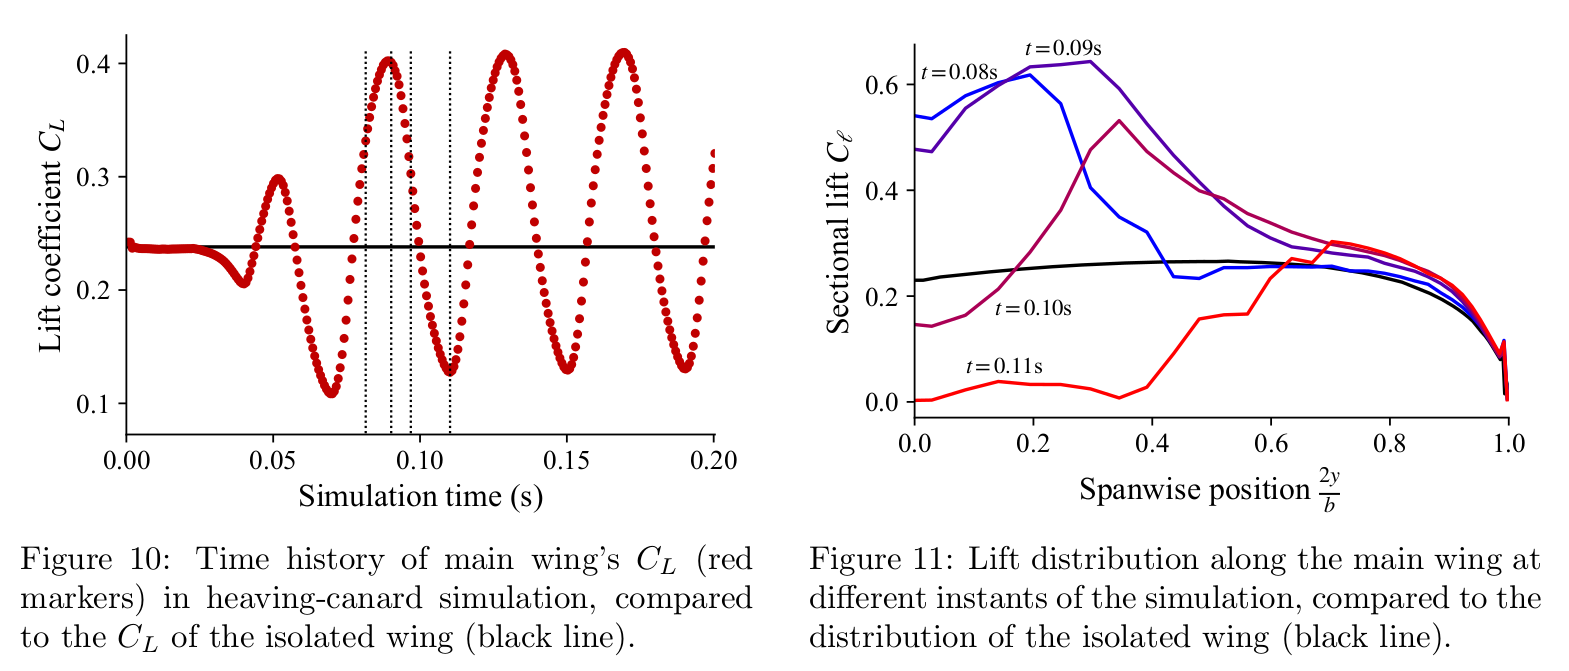 0.4
0.3
0.2
0.1
Lift coefficient C_L
0.00 0.05 0.10 0.15 0.20
Simulation time (s)
Figure 10: Time history of main wing's C_L (red
markers) in heaving-canard simulation, compared
to the C_L of the isolated wing (black line).
t=0.09s
t=0.08s
0.6
0.4
t=0.10s
0.2
t=0.11s
0.0
Sectional lift C_ℓ
0.0 0.2 0.4 0.6 0.8 1.0
Spanwise position 2y/b
Figure 11: Lift distribution along the main wing at
different instants of the simulation, compared to the
distribution of the isolated wing (black line).